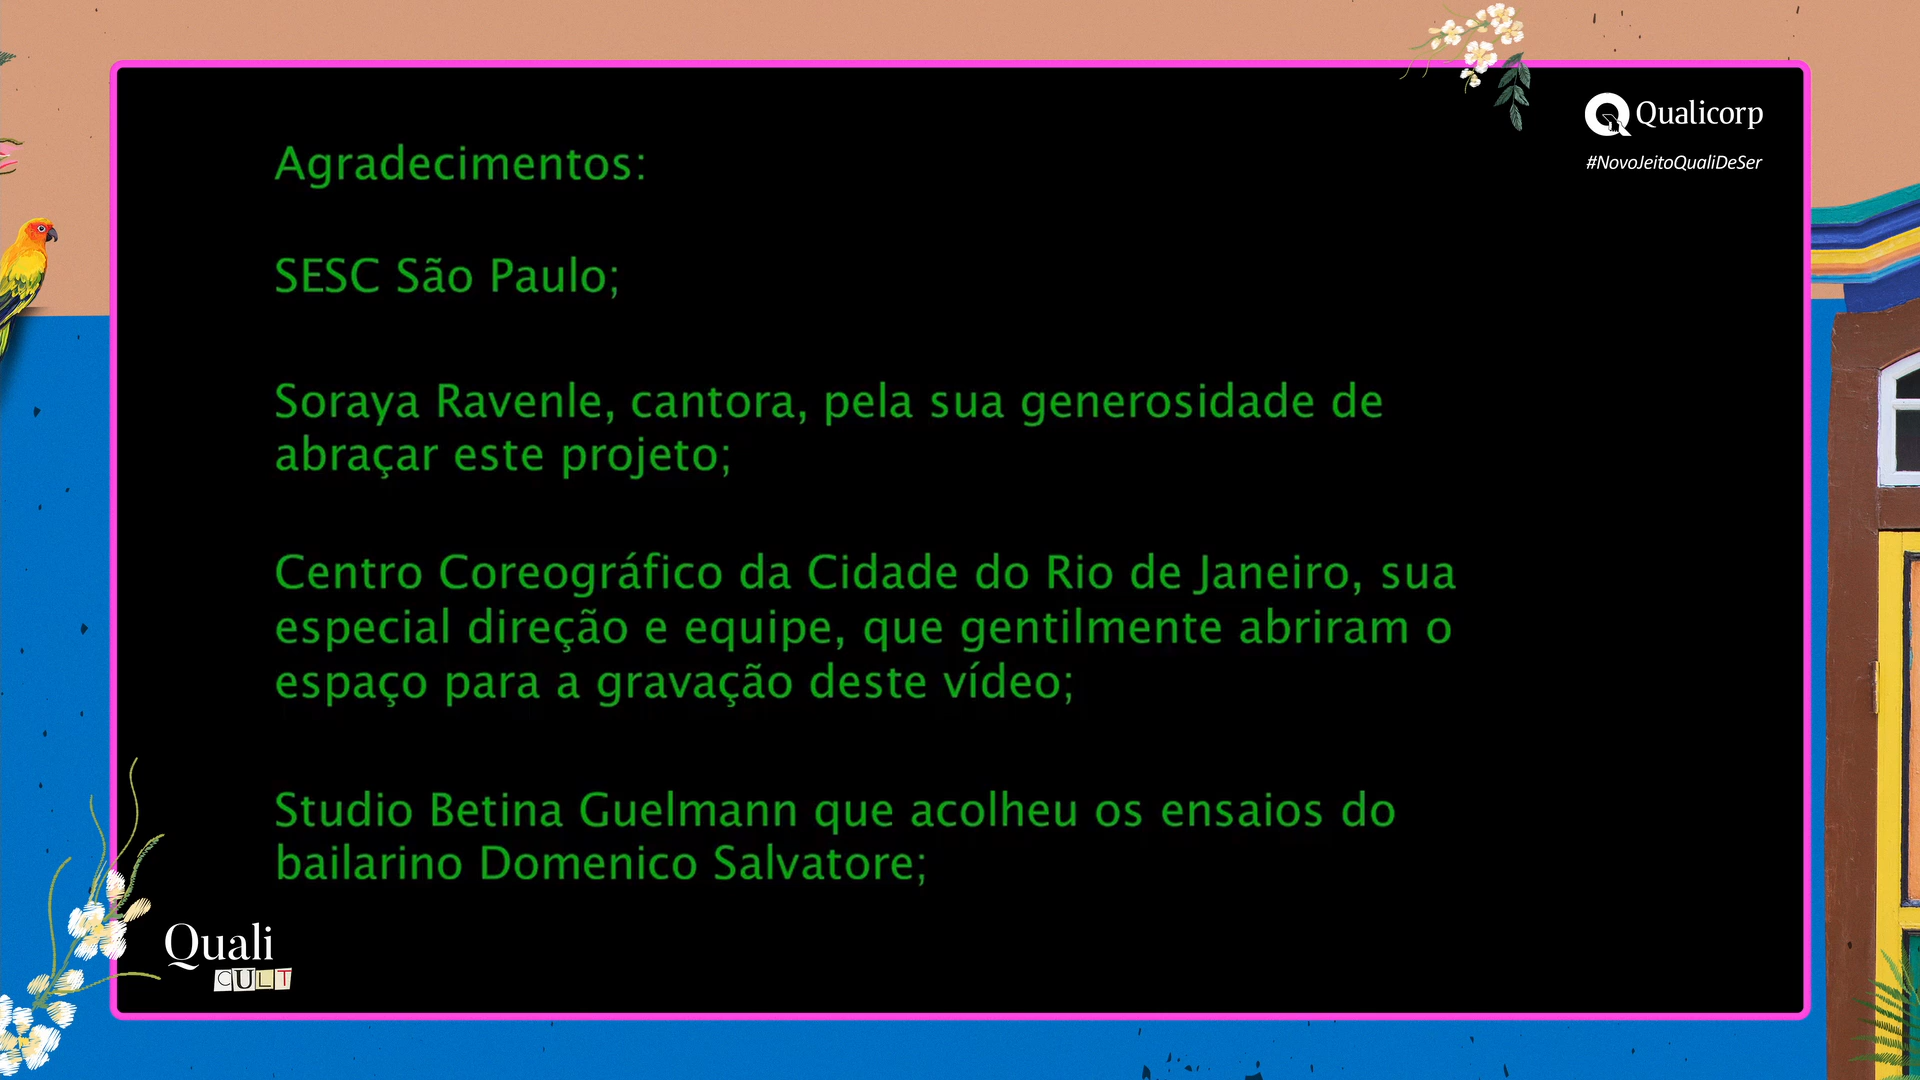 Qualicorp
#NovoJeitoQualiDeSer
Agradecimentos:
SESC São Paulo;
Soraya Ravenle, cantora, pela sua generosidade de
abraçar este projeto;
Centro Coreográfico da Cidade do Rio de Janeiro, sua
especial direção e equipe, que gentilmente abriram o
espaço para a gravação deste vídeo;
Studio Betina Guelmann que acolheu os ensaios do
bailarino Domenico Salvatore;
Quali
CULT